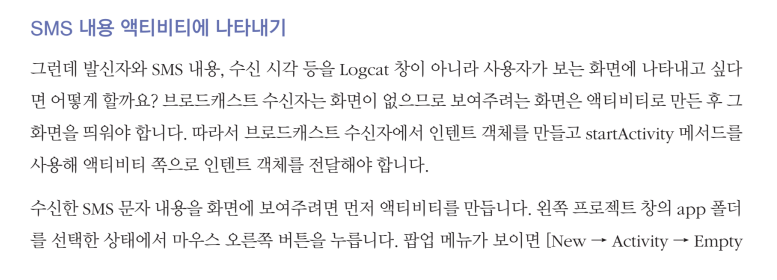 SMS 내용 액티비티에 나타내기
그런데 발신자와 SMS 내용, 수신 시각 등을 Logcat 창이 아니라 사용자가 보는 화면에 나타내고 싶다
면 어떻게 할까요? 브로드캐스트 수신자는 화면이 없으므로 보여주려는 화면은 액티비티로 만든 후 그
화면을 띄워야 합니다. 따라서 브로드캐스트 수신자에서 인텐트 객체를 만들고 startActivity 메서드를
사용해 액티비티 쪽으로 인텐트 객체를 전달해야 합니다.
수신한 SMS 문자 내용을 화면에 보여주려면 먼저 액티비티를 만듭니다. 왼쪽 프로젝트 창의 app 폴더
를 선택한 상태에서 마우스 오른쪽 버튼을 누릅니다. 팝업 메뉴가 보이면 [New → Activity → Empty